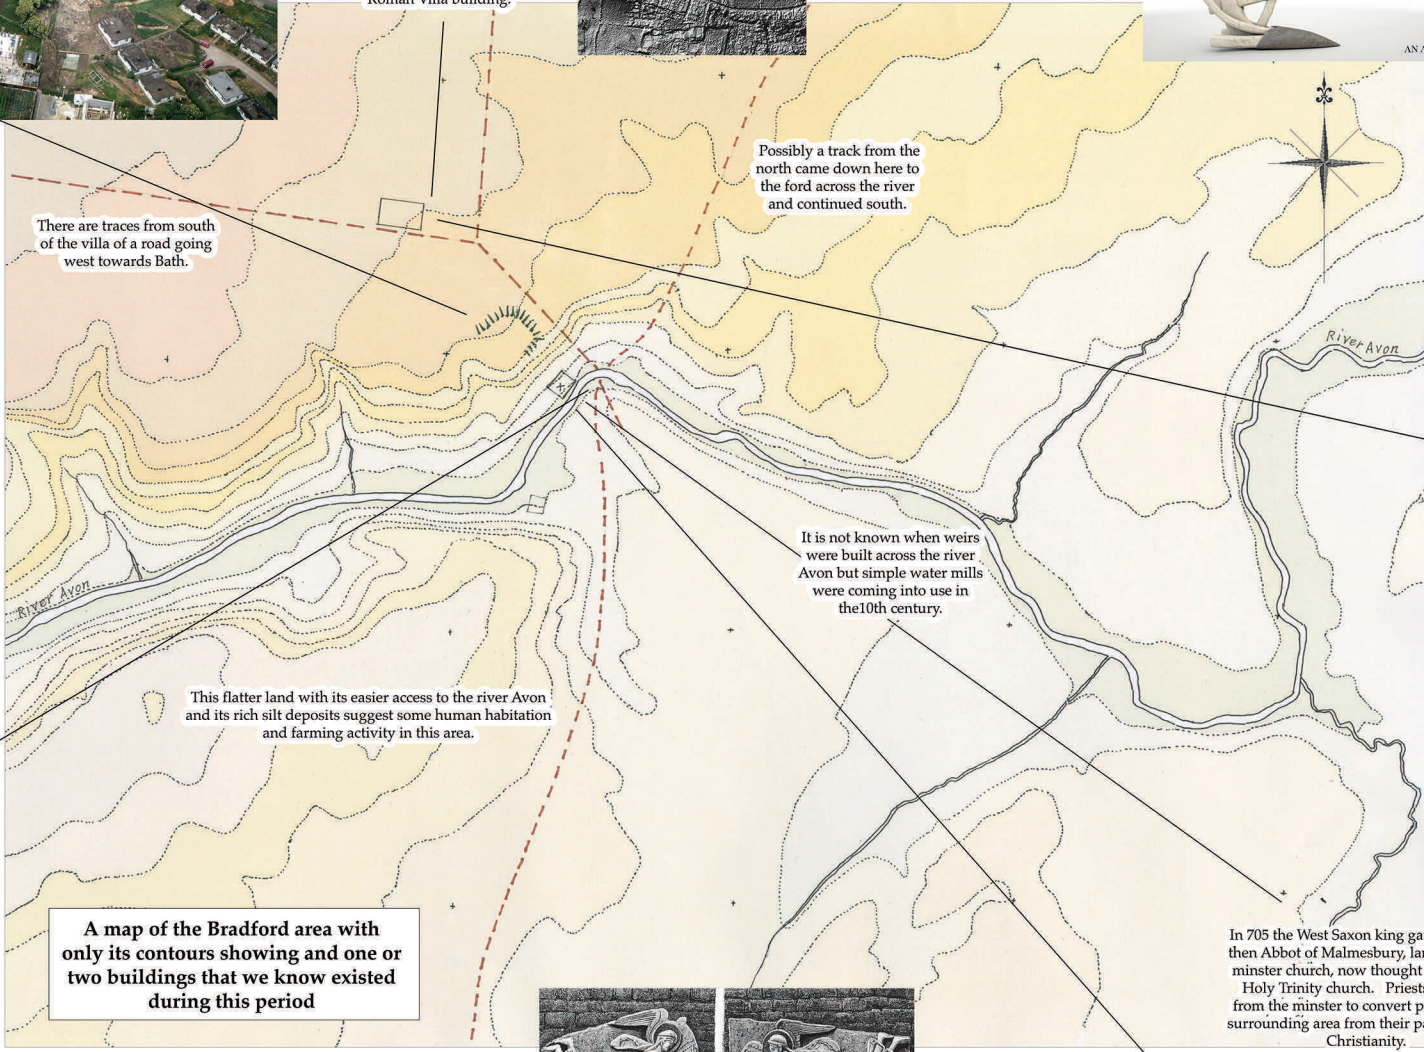 Roman Villa building.
AN A
Possibly a track from the
north came down here to
the ford across the river
and continued south.
There are traces from south
of the villa of a road going
west towards Bath.
River Avon
It is not known when weirs
were built across the river
Avon but simple water mills
were coming into use in
the10th century.
River Avon
This flatter land with its easier access to the river Avon
and its rich silt deposits suggest some human habitation
and farming activity in this area.
A map of the Bradford area with
only its contours showing and one or
two buildings that we know existed
during this period
In 705 the West Saxon king ga
then Abbot of Malmesbury, lan
minster church, now thought
Holy Trinity church. Priests
from the minster to convert p
surrounding area from their pa
Christianity.